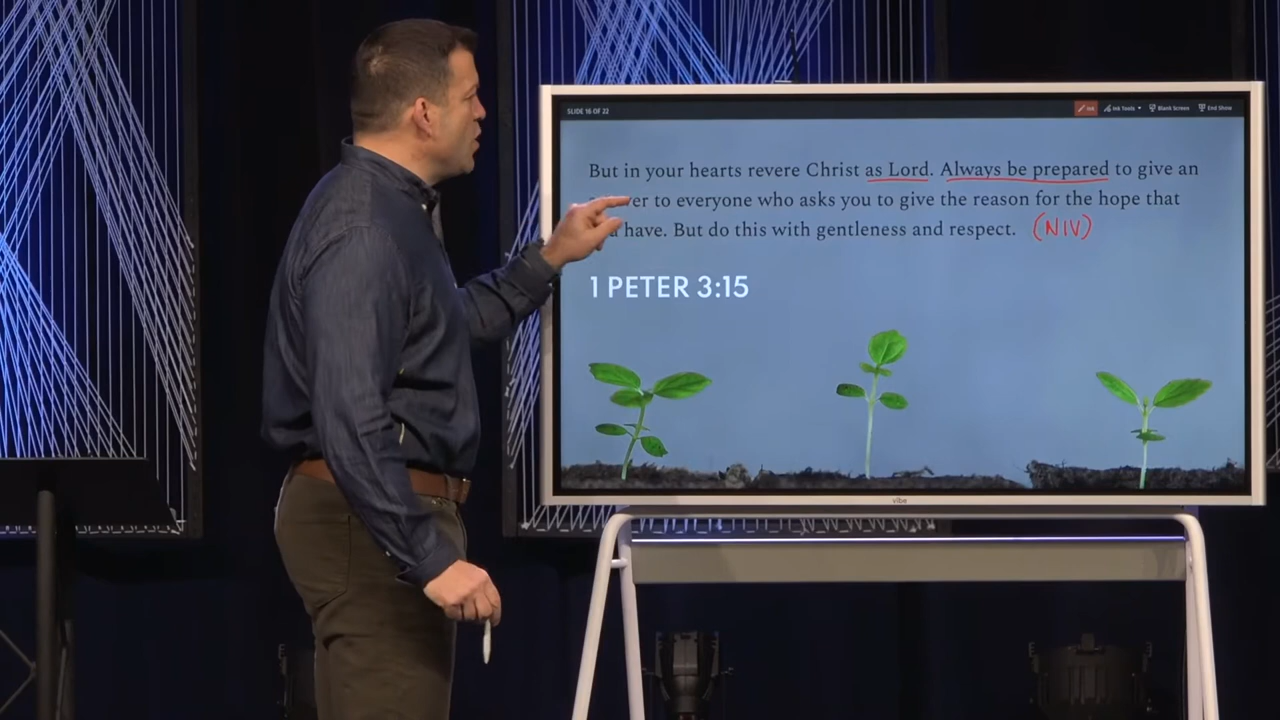 SLIDE 16 OF 22
Ink Ink Tools Blank Screen End Show
But in your hearts revere Christ as Lord. Always be prepared to give an
to everyone who asks you to give the reason for the hope that
have. But do this with gentleness and respect. (NIV)
1 PETER 3:15
vibe